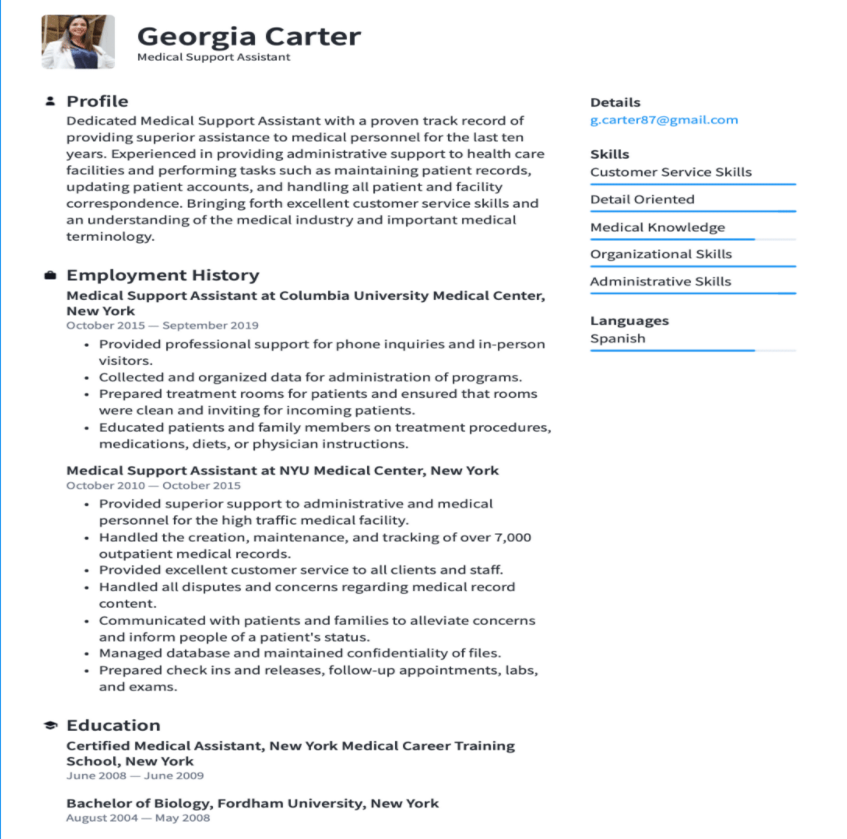 Georgia Carter
Medical Support Assistant
Profile
Dedicated Medical Support Assistant with a proven track record of
providing superior assistance to medical personnel for the last ten
years. Experienced in providing administrative support to health care
facilities and performing tasks such as maintaining patient records,
updating patient accounts, and handling all patient and facility
correspondence. Bringing forth excellent customer service skills and
an understanding of the medical industry and important medical
terminology.
Employment History
Medical Support Assistant at Columbia University Medical Center,
New York
October 2015 — September 2019
• Provided professional support for phone inquiries and in-person
visitors.
• Collected and organized data for administration of programs.
• Prepared treatment rooms for patients and ensured that rooms
were clean and inviting for incoming patients.
• Educated patients and family members on treatment procedures,
medications, diets, or physician instructions.
Medical Support Assistant at NYU Medical Center, New York
October 2010 — October 2015
• Provided superior support to administrative and medical
personnel for the high traffic medical facility.
• Handled the creation, maintenance, and tracking of over 7,000
outpatient medical records.
• Provided excellent customer service to all clients and staff.
• Handled all disputes and concerns regarding medical record
content.
• Communicated with patients and families to alleviate concerns
and inform people of a patient's status.
• Managed database and maintained confidentiality of files.
• Prepared check ins and releases, follow-up appointments, labs,
and exams.
Education
Certified Medical Assistant, New York Medical Career Training
School, New York
June 2008 — June 2009
Bachelor of Biology, Fordham University, New York
August 2004 — May 2008
Details
g.carter87@gmail.com
Skills
Customer Service Skills
Detail Oriented
Medical Knowledge
Organizational Skills
Administrative Skills
Languages
Spanish